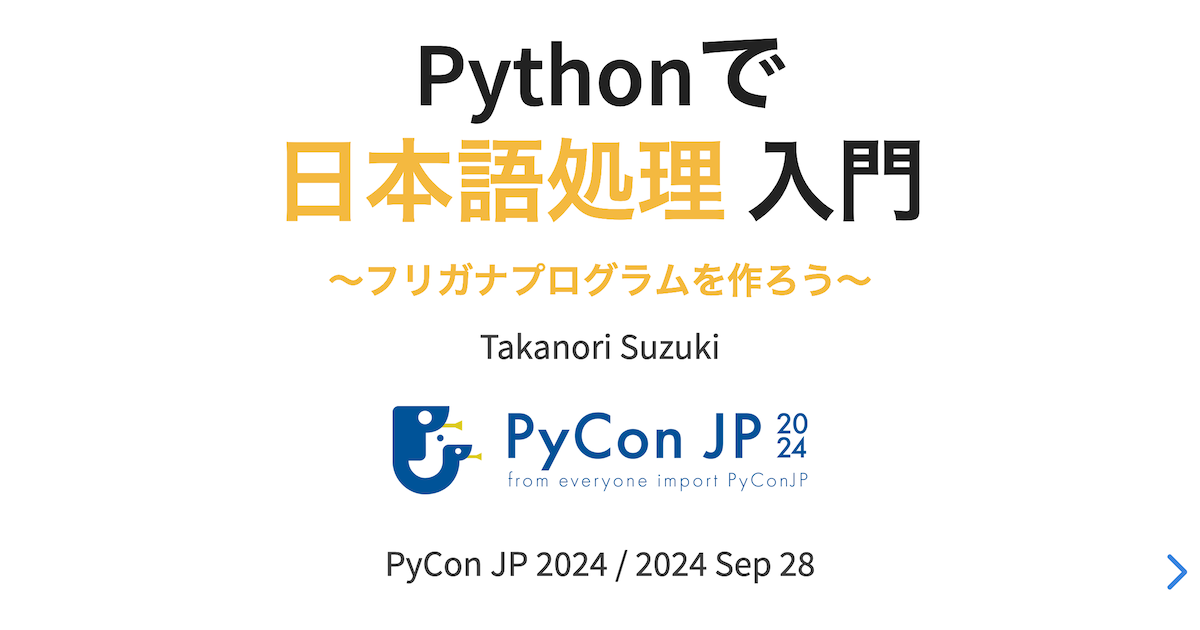 Pythonで
日本語処理 入門
〜フリガナプログラムを作ろう〜
Takanori Suzuki
PyCon JP 2024
from everyone import PyConJP
PyCon JP 2024 / 2024 Sep 28